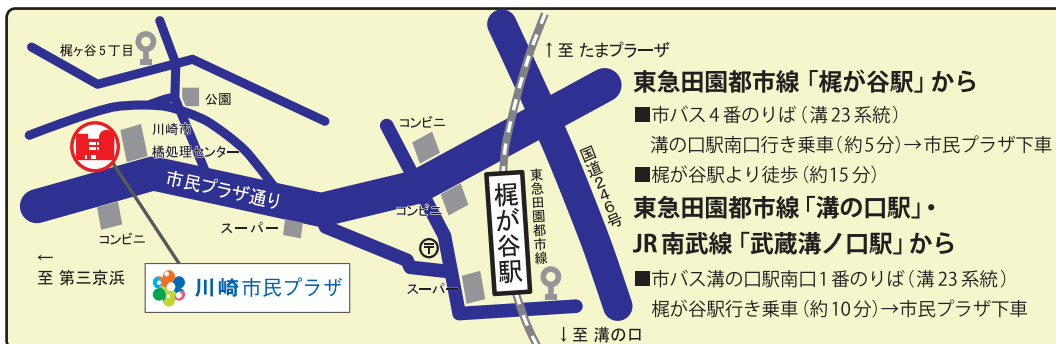 梶ヶ谷5丁目
公園
川崎市
橘処理センター
市民プラザ通り
コンビニ
スーパー
コンビニ
コンビニ
スーパー
←
至 第三京浜
川崎市民プラザ
↑至 たまプラーザ
国道246号
東急田園都市線
梶が谷駅
↓至 溝の口
東急田園都市線「梶が谷駅」から
■市バス4番のりば(溝23系統)
溝の口駅南口行き乗車(約5分)→市民プラザ下車
■梶が谷駅より徒歩(約15分)
東急田園都市線「溝の口駅」・
JR南武線「武蔵溝ノ口駅」から
■市バス溝の口駅南口1番のりば(溝23系統)
梶が谷駅行き乗車(約10分)→市民プラザ下車